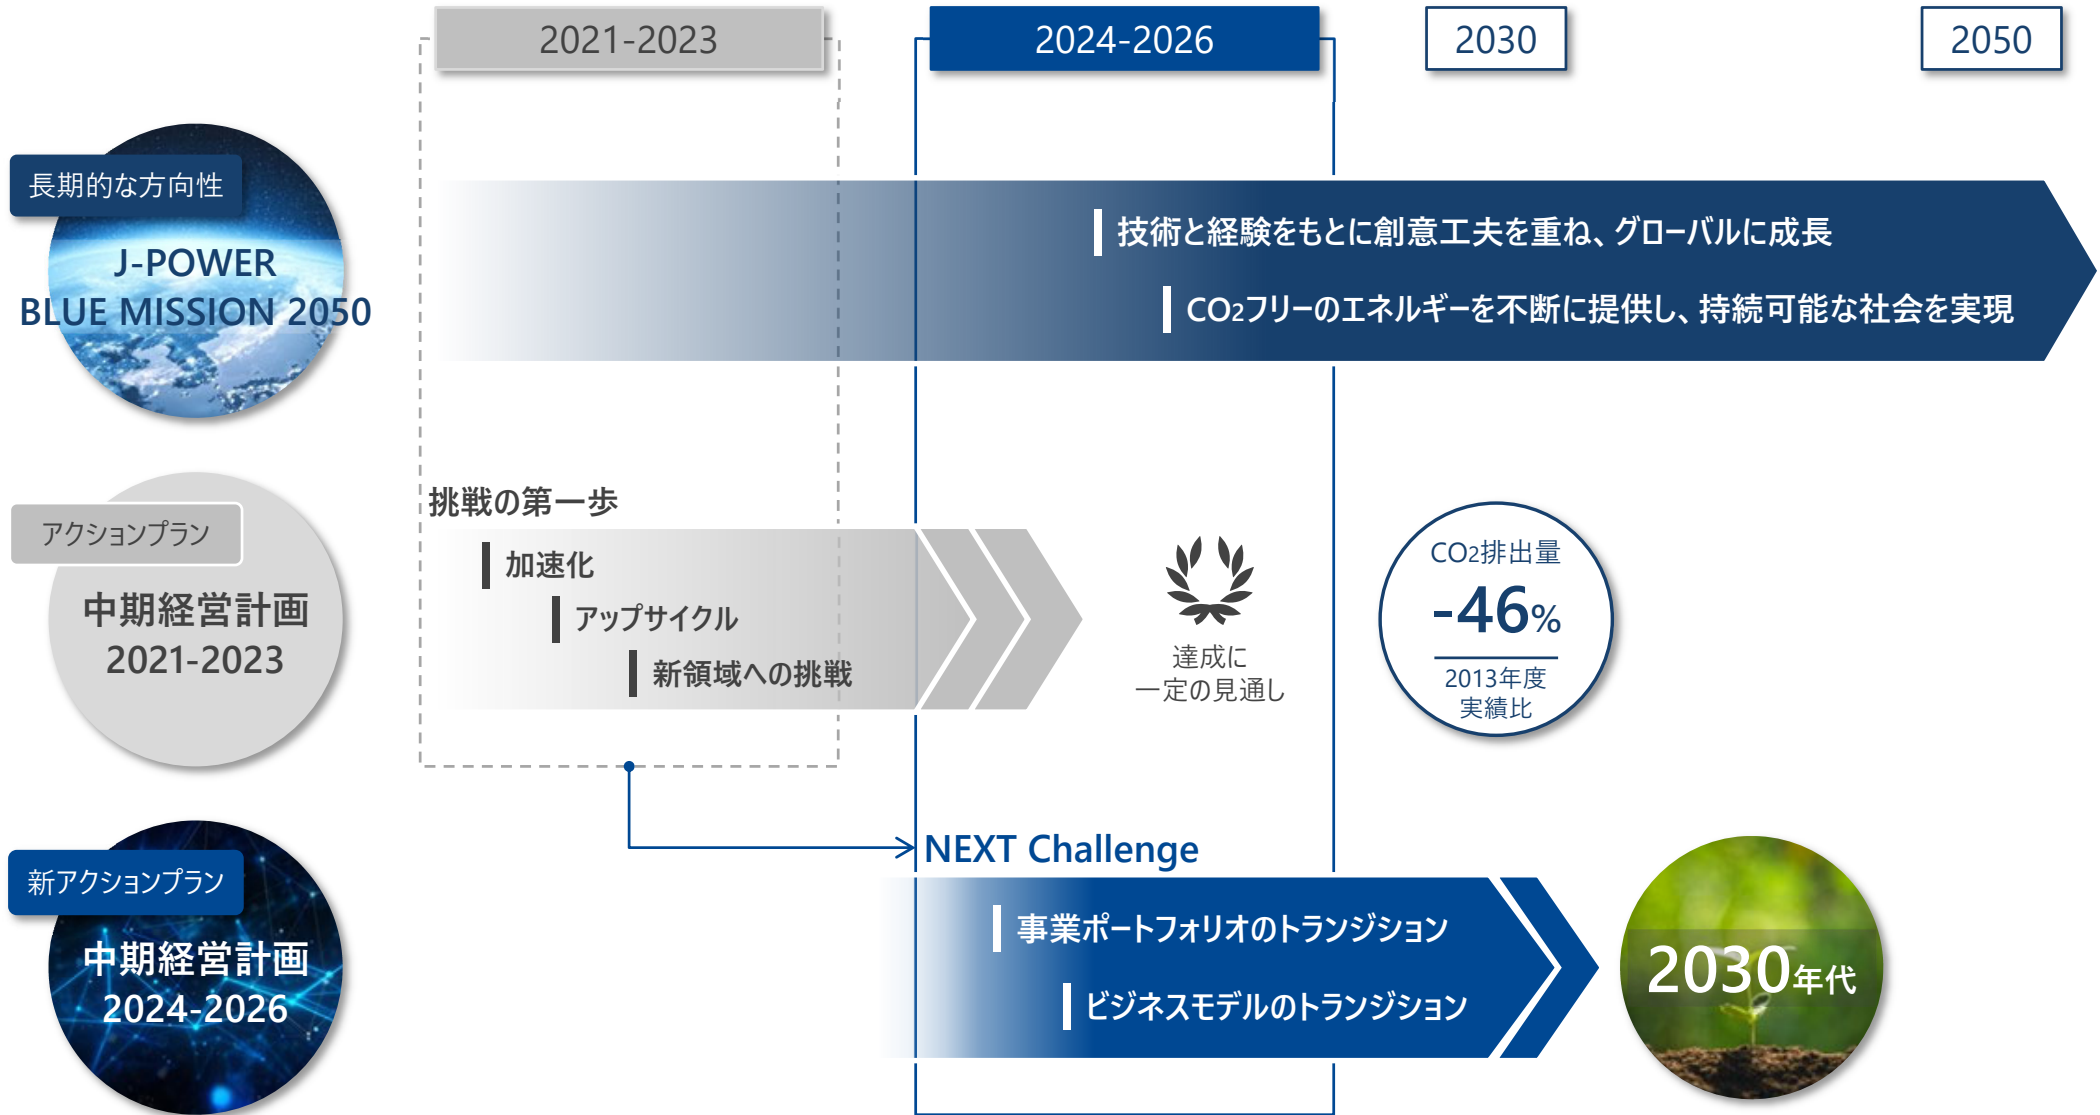 2021-2023
2024-2026
2030
2050
長期的な方向性
J-POWER
BLUE MISSION 2050
技術と経験をもとに創意工夫を重ね、グローバルに成長
CO2フリーのエネルギーを不断に提供し、持続可能な社会を実現
アクションプラン
中期経営計画
2021-2023
挑戦の第一歩
加速化
アップサイクル
新領域への挑戦
達成に
一定の見通し
CO2排出量
-46%
2013年度
実績比
新アクションプラン
中期経営計画
2024-2026
NEXT Challenge
事業ポートフォリオのトランジション
ビジネスモデルのトランジション
2030年代